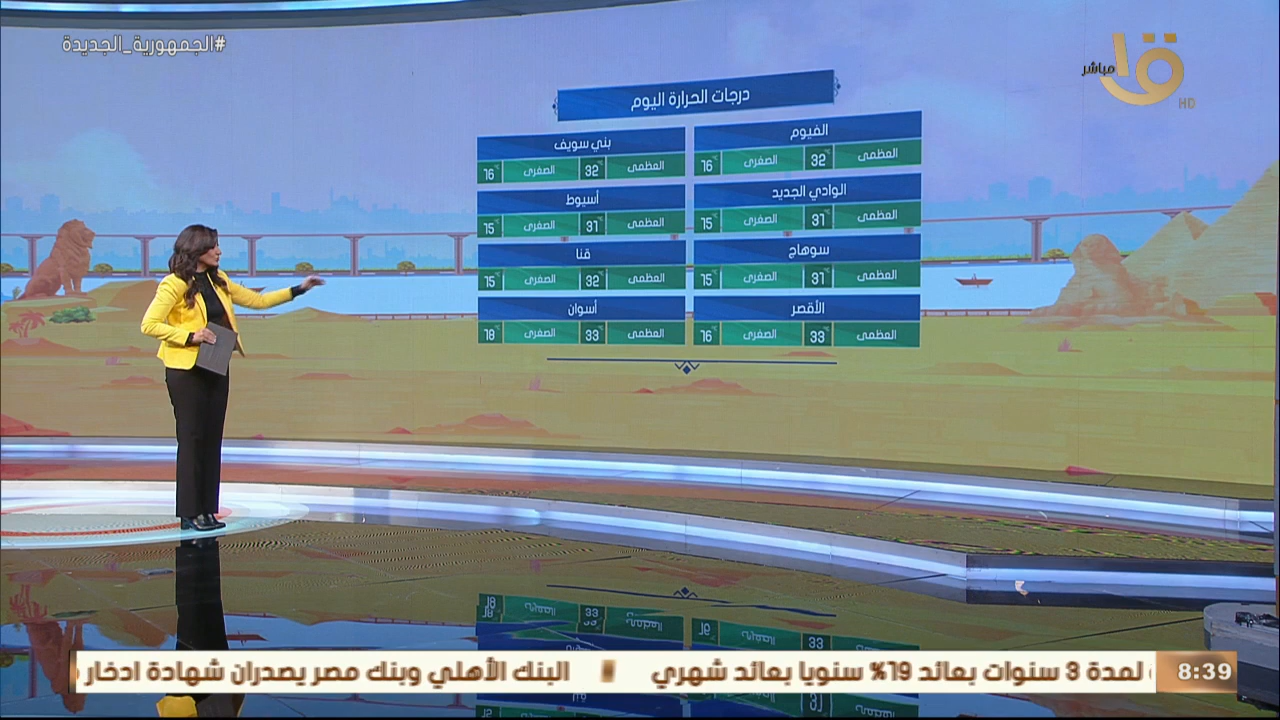 #الجمهورية_الجديدة
مباشر
HD
درجات الحرارة اليوم
الفيوم
العظمى 32 الصغرى 16
بني سويف
العظمى 32 الصغرى 16
الوادي الجديد
العظمى 31 الصغرى 15
أسيوط
العظمى 31 الصغرى 15
سوهاج
العظمى 31 الصغرى 15
قنا
العظمى 32 الصغرى 15
الأقصر
العظمى 33 الصغرى 16
أسوان
العظمى 33 الصغرى 18
8:39
لمدة 3 سنوات بعائد 19% سنويا بعائد شهري
البنك الأهلي وبنك مصر يصدران شهادة ادخار